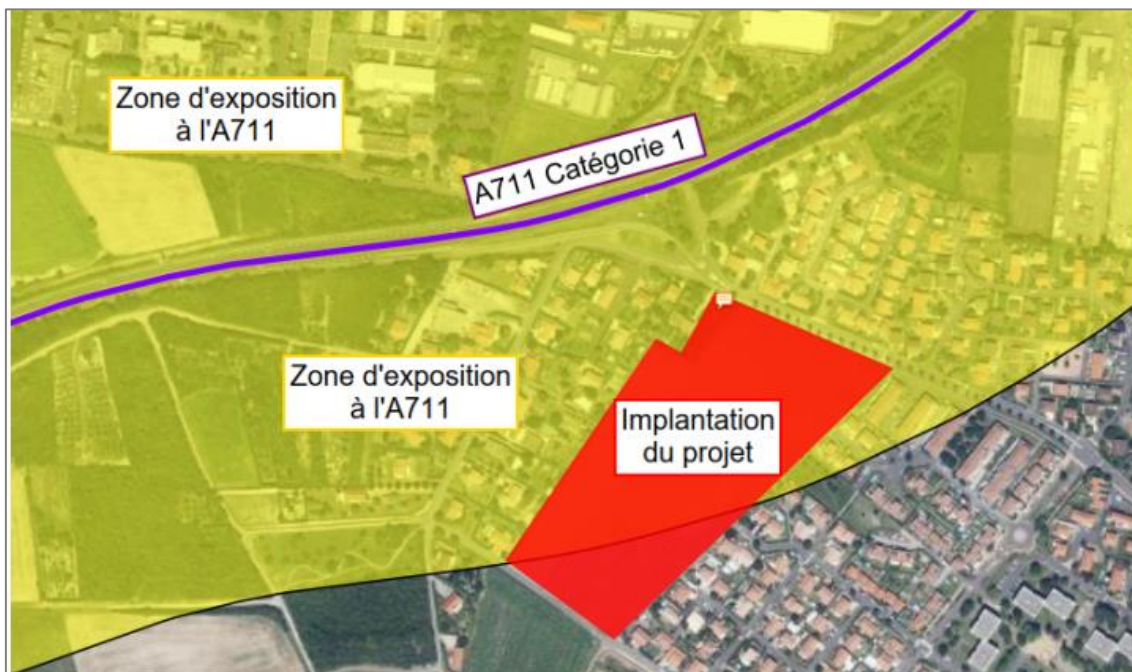 Zone d'exposition
à l'A711
A711 Catégorie 1
Zone d'exposition
à l'A711
Implantation
du projet